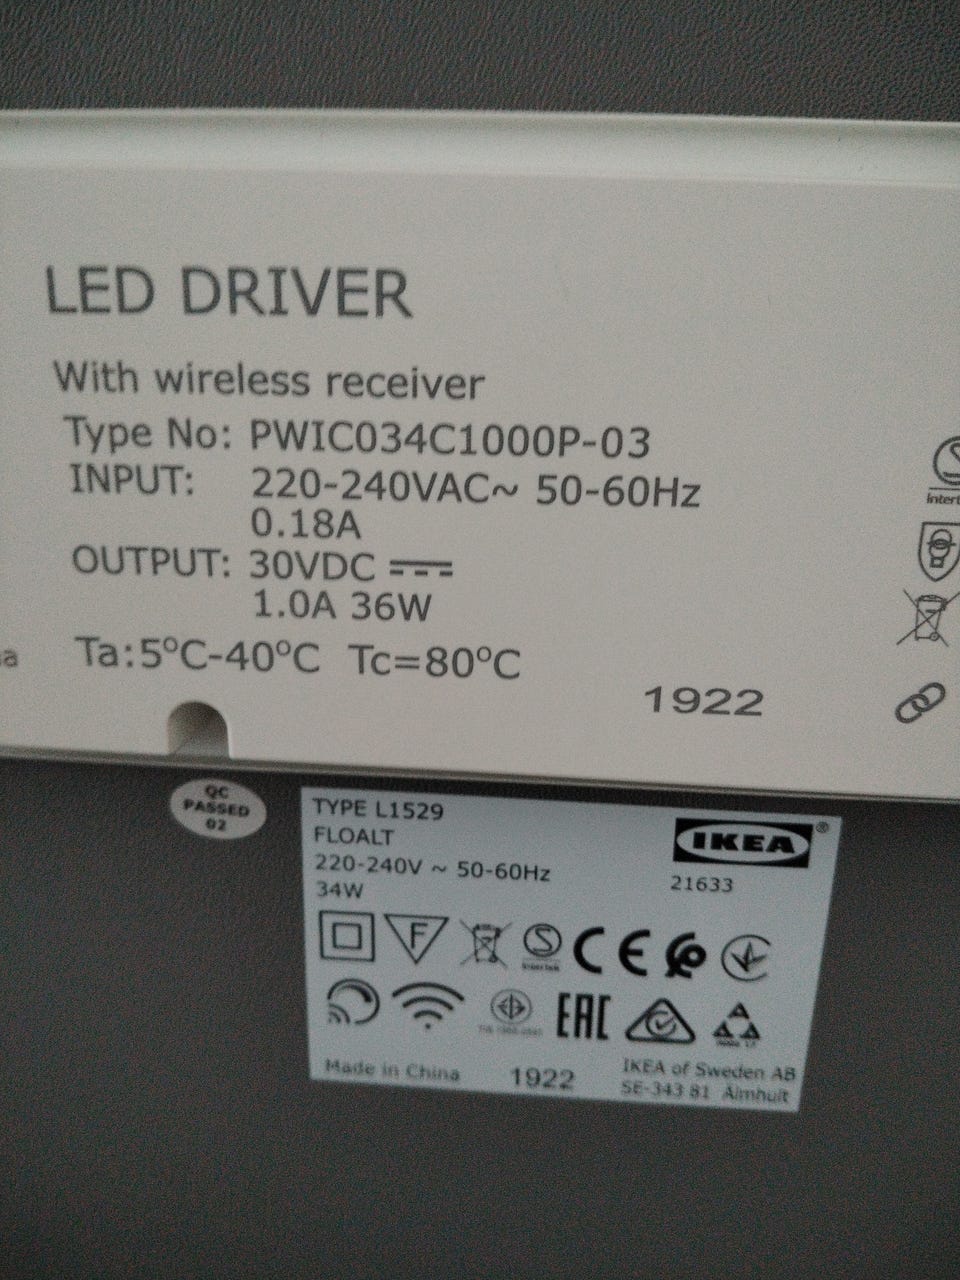 LED DRIVER
With wireless receiver
Type No: PWIC034C1000P-03
INPUT: 220-240VAC~ 50-60Hz
0.18A
OUTPUT: 30VDC
1.0A 36W
Ta:5°C-40°C Tc=80°C
1922
Intert
QC
PASSED
02
TYPE L1529
FLOALT
220-240V ~ 50-60Hz
34W
IKEA®
21633
F
S
Intertek
CE
EAC
Made in China
1922
IKEA of Sweden AB
SE-343 81 Älmhult